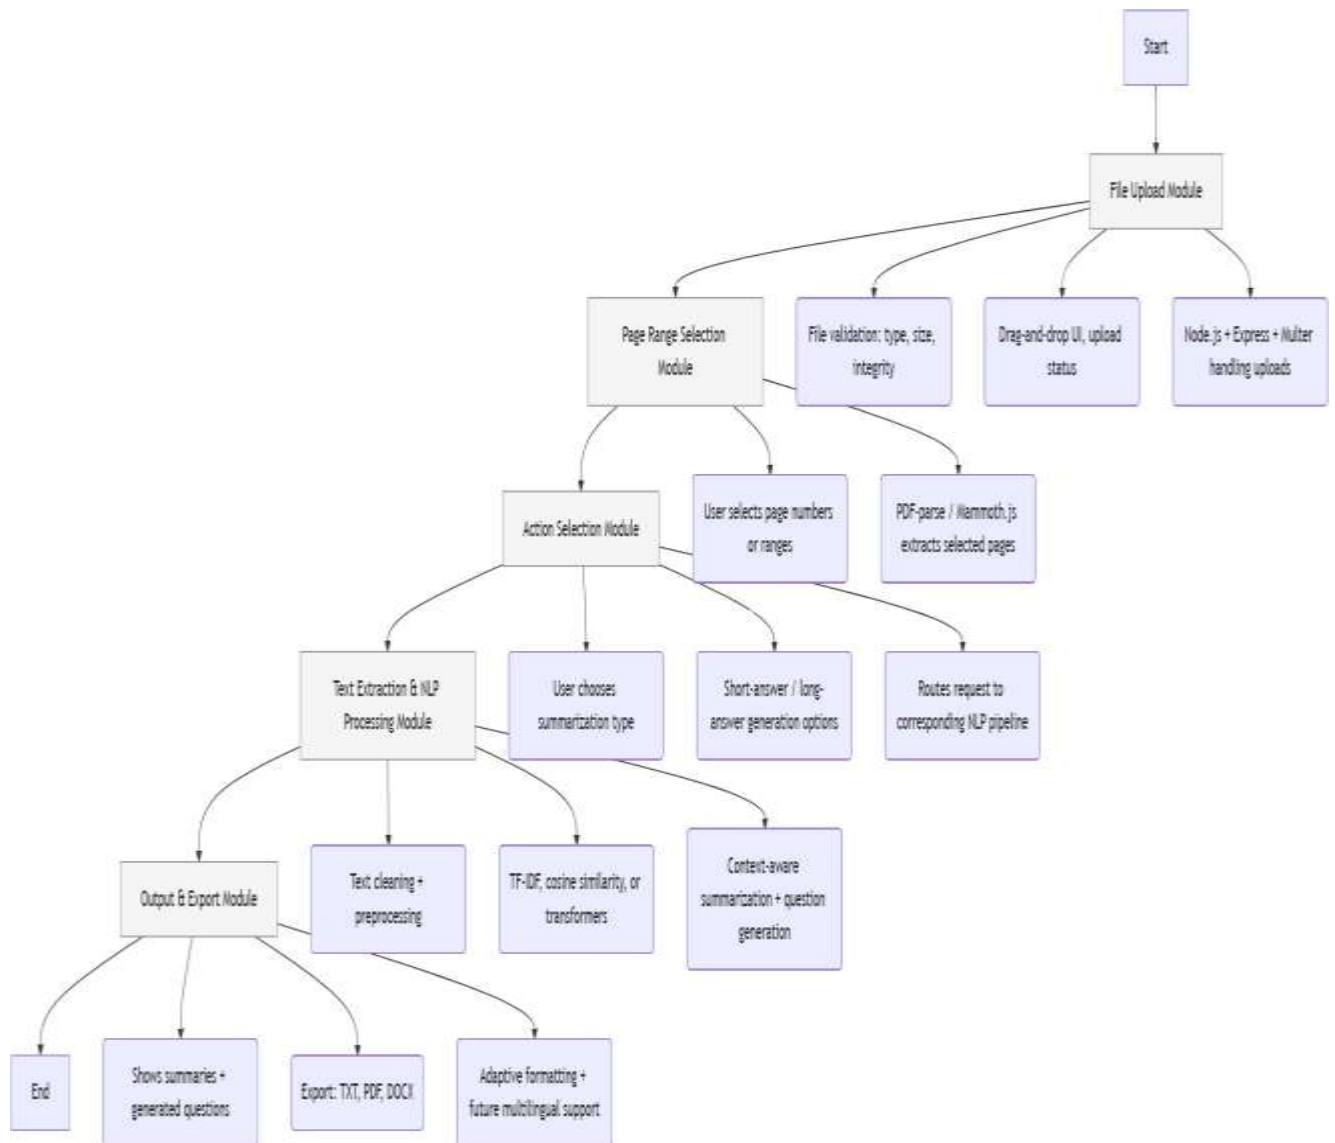 Start
File Upload Module
Page Range Selection
Module
File validation: type, size,
integrity
Drag-and-drop UI, upload
status
Node.js + Express + Multer
handling uploads
Action Selection Module
User selects page numbers
or ranges
PDF-parse / Mammoth.js
extracts selected pages
Text Extraction & NLP
Processing Module
User chooses
summarization type
Short-answer / long-
answer generation options
Routes request to
corresponding NLP pipeline
Output & Export Module
Text cleaning +
preprocessing
TF-IDF, cosine similarity, or
transformers
Context-aware
summarization + question
generation
End
Shows summaries +
generated questions
Export: TXT, PDF, DOCX
Adaptive formatting +
future multilingual support